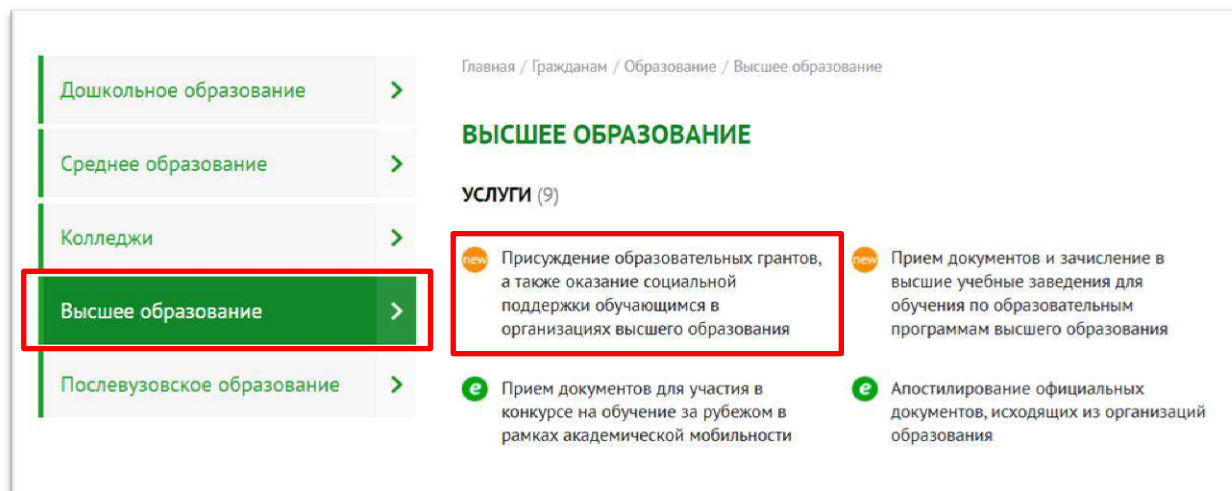 Дошкольное образование
Среднее образование
Колледжи
Высшее образование
Послевузовское образование
Главная / Гражданам / Образование / Высшее образование
ВЫСШЕЕ ОБРАЗОВАНИЕ
УСЛУГИ (9)
new
Присуждение образовательных грантов,
а также оказание социальной
поддержки обучающимся в
организациях высшего образования
new
Прием документов и зачисление в
высшие учебные заведения для
обучения по образовательным
программам высшего образования
e
Прием документов для участия в
конкурсе на обучение за рубежом в
рамках академической мобильности
e
Апостилирование официальных
документов, исходящих из организаций
образования